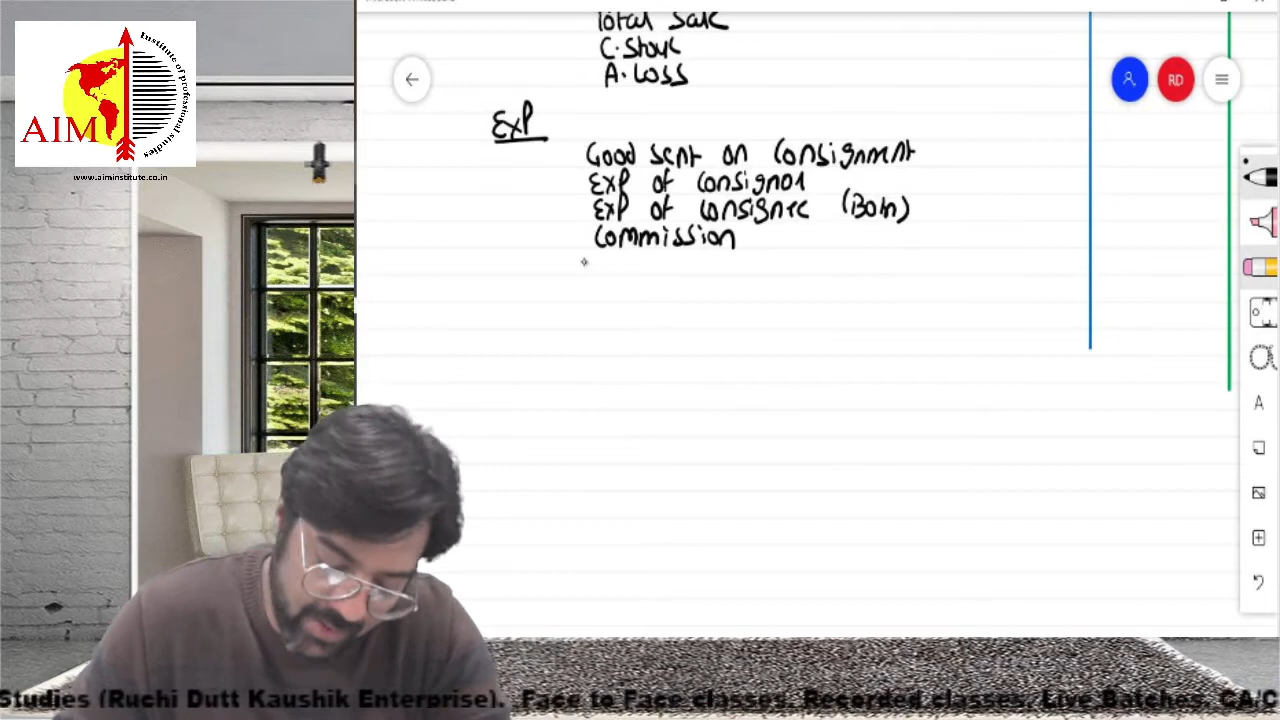 Institute of professional studies
AIM
www.aiminstitute.co.in
Total Sale
C. Stock
A. Loss
Exp
Good sent on Consignment
Exp of Consignor
Exp of Consignee (Both)
Commission
RD
A
Studies (Ruchi Dutt Kaushik Enterprise). Face to Face classes. Recorded classes. Live Batches. CA/C